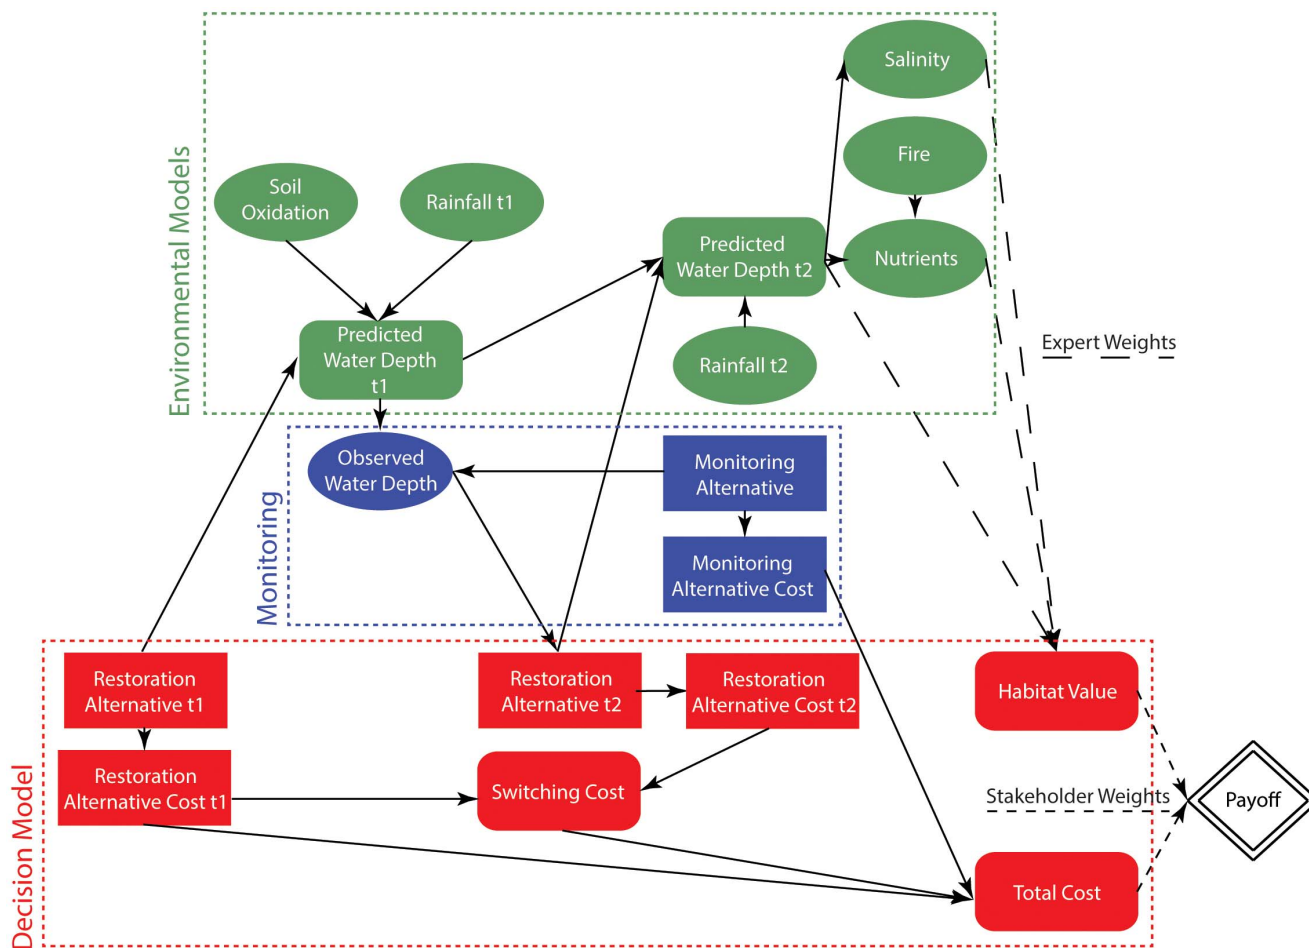 Environmental Models
Salinity
Fire
Soil
Oxidation
Rainfall t1
Predicted
Water Depth t2
Nutrients
Predicted
Water Depth
t1
Rainfall t2
Expert Weights
Monitoring
Observed
Water Depth
Monitoring
Alternative
Monitoring
Alternative Cost
Decision Model
Restoration
Alternative t1
Restoration
Alternative t2
Restoration
Alternative Cost t2
Habitat Value
Restoration
Alternative Cost t1
Switching Cost
Stakeholder Weights
Payoff
Total Cost